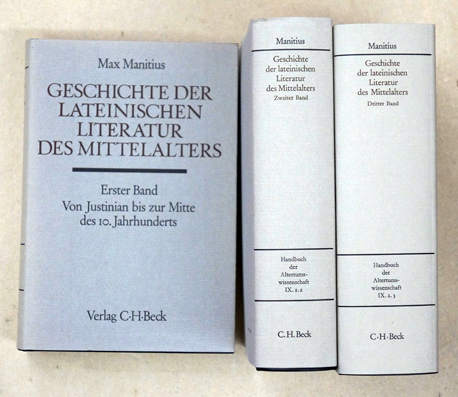 Max Manitius
GESCHICHTE DER
LATEINISCHEN
LITERATUR
DES MITTELALTERS
Erster Band
Von Justinian bis zur Mitte
des 10. Jahrhunderts
Verlag C·H·Beck
Manitius
Geschichte
der lateinischen
Literatur
des Mittelalters
Zweiter Band
Handbuch
der
Altertums-
wissenschaft
IX. 2. 2
C.H.Beck
Manitius
Geschichte
der lateinischen
Literatur
des Mittelalters
Dritter Band
Handbuch
der
Altertums-
wissenschaft
IX. 2. 3
C·H·Beck